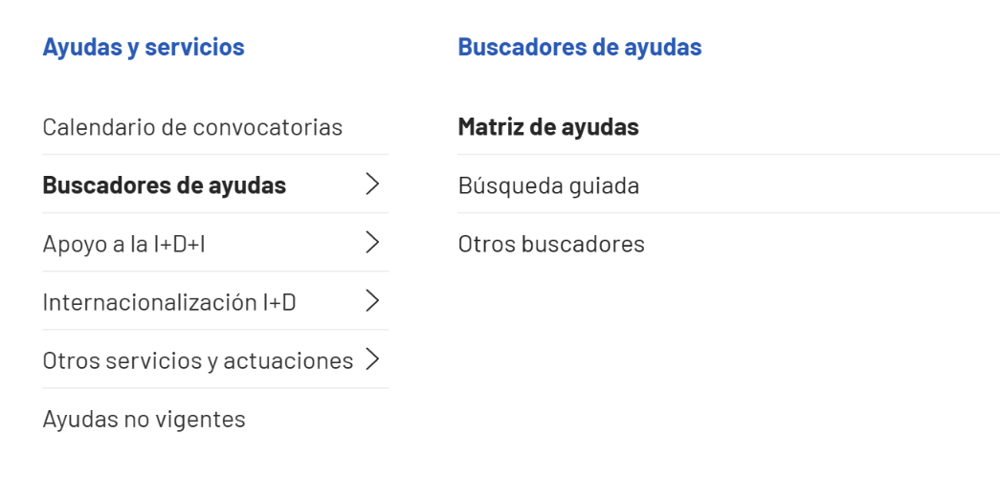 Ayudas y servicios
Calendario de convocatorias
Buscadores de ayudas
Apoyo a la I+D+I
Internacionalización I+D
Otros servicios y actuaciones
Ayudas no vigentes
Buscadores de ayudas
Matriz de ayudas
Búsqueda guiada
Otros buscadores